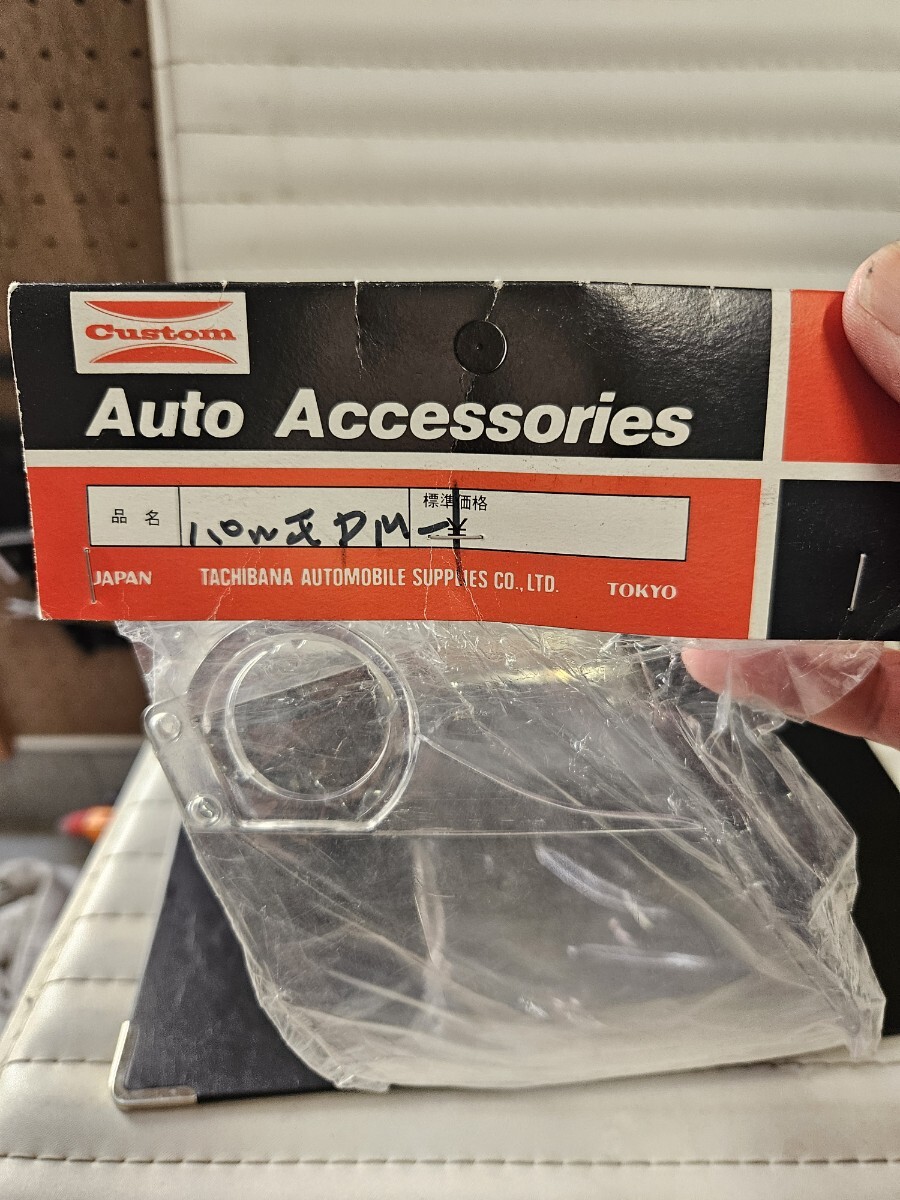 Custom
Auto Accessories
品名
標準価格
JAPAN TACHIBANA AUTOMOBILE SUPPLIES CO., LTD. TOKYO